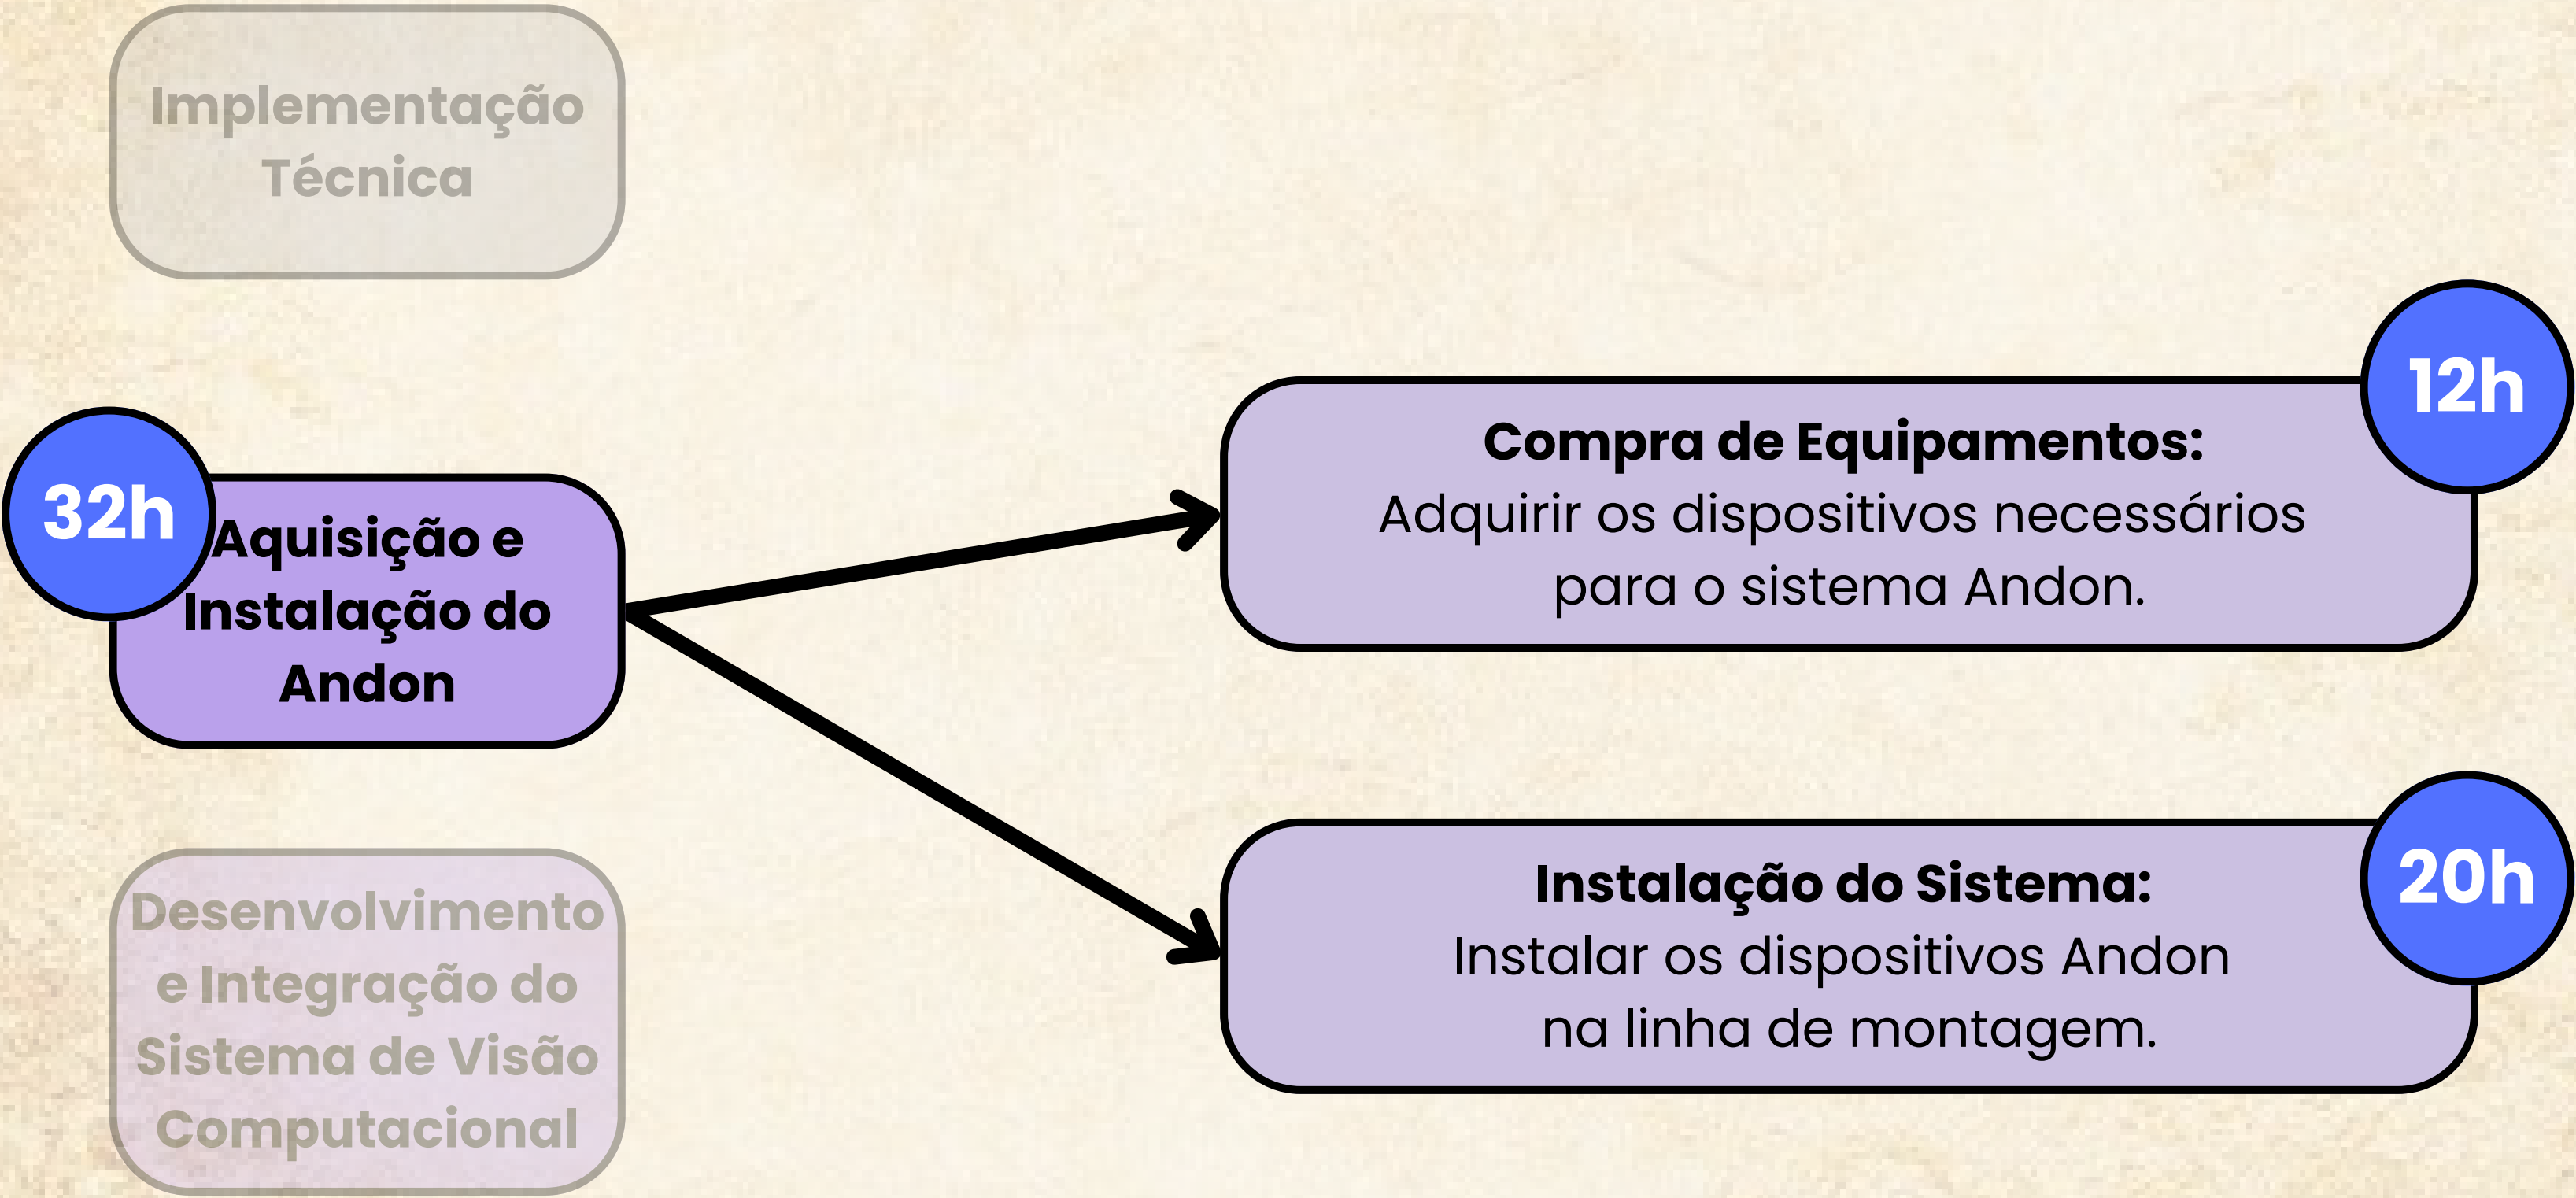 Implementação
Técnica
32h
Aquisição e
Instalação do
Andon
12h
Compra de Equipamentos:
Adquirir os dispositivos necessários
para o sistema Andon.
20h
Instalação do Sistema:
Instalar os dispositivos Andon
na linha de montagem.
Desenvolvimento
e Integração do
Sistema de Visão
Computacional